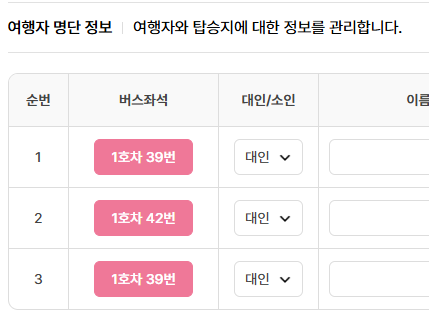 여행자 명단 정보 | 여행자와 탑승지에 대한 정보를 관리합니다.
순번 버스좌석 대인/소인 이름
1 1호차 39번 대인
2 1호차 42번 대인
3 1호차 39번 대인